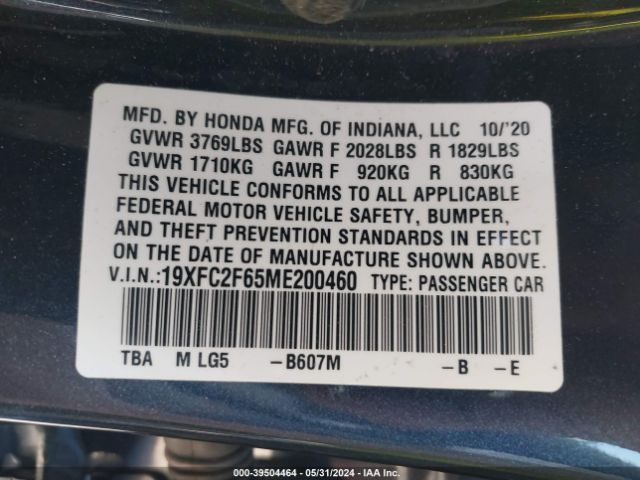 MFD. BY HONDA MFG. OF INDIANA, LLC 10/'20
GVWR 3769LBS GAWR F 2028LBS R 1829LBS
GVWR 1710KG GAWR F 920KG R 830KG
THIS VEHICLE CONFORMS TO ALL APPLICABLE
FEDERAL MOTOR VEHICLE SAFETY, BUMPER,
AND THEFT PREVENTION STANDARDS IN EFFECT
ON THE DATE OF MANUFACTURE SHOWN ABOVE.
V.I.N.:19XFC2F65ME200460 TYPE: PASSENGER CAR
TBA M LG5 -B607M -B -E
000-39504464 - 05/31/2024 - IAA Inc.